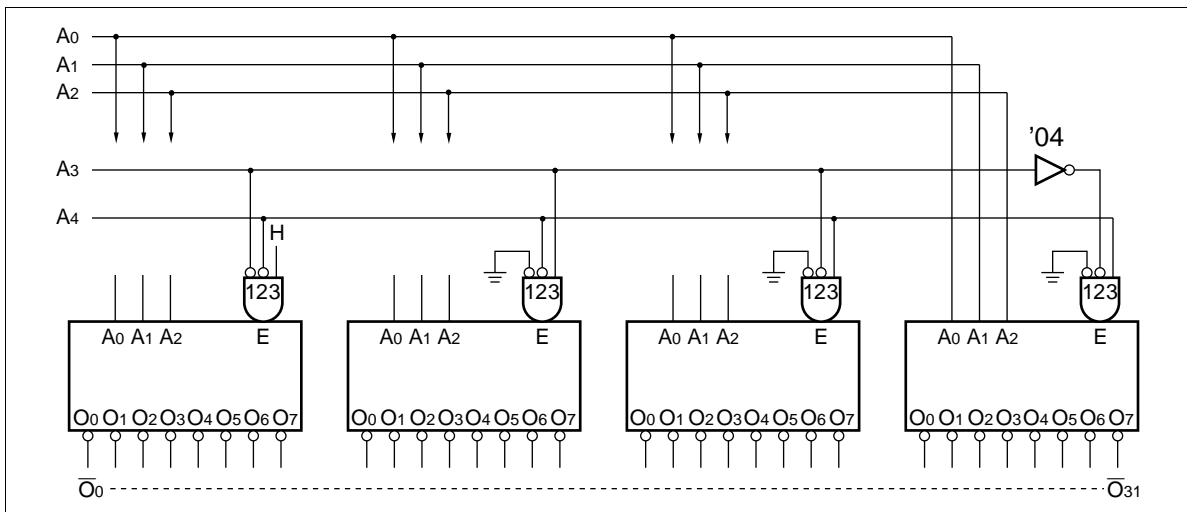 A0
A1
A2
'04
A3
A4
H
123 123 123 123
A0 A1 A2 E A0 A1 A2 E A0 A1 A2 E A0 A1 A2 E
O0 O1 O2 O3 O4 O5 O6 O7 O0 O1 O2 O3 O4 O5 O6 O7 O0 O1 O2 O3 O4 O5 O6 O7 O0 O1 O2 O3 O4 O5 O6 O7
O̅0 O̅31